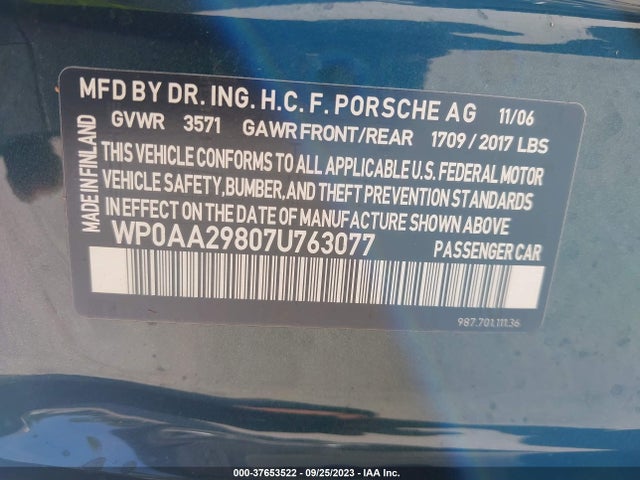 MFD BY DR. ING. H.C. F. PORSCHE AG 11/06
GVWR 3571 GAWR FRONT/REAR 1709 / 2017 LBS
THIS VEHICLE CONFORMS TO ALL APPLICABLE U.S. FEDERAL MOTOR
VEHICLE SAFETY, BUMPER, AND THEFT PREVENTION STANDARDS
IN EFFECT ON THE DATE OF MANUFACTURE SHOWN ABOVE
WP0AA29807U763077 PASSENGER CAR
MADE IN FINLAND
987.701.111.36
000-37653522 - 09/25/2023 - IAA Inc.